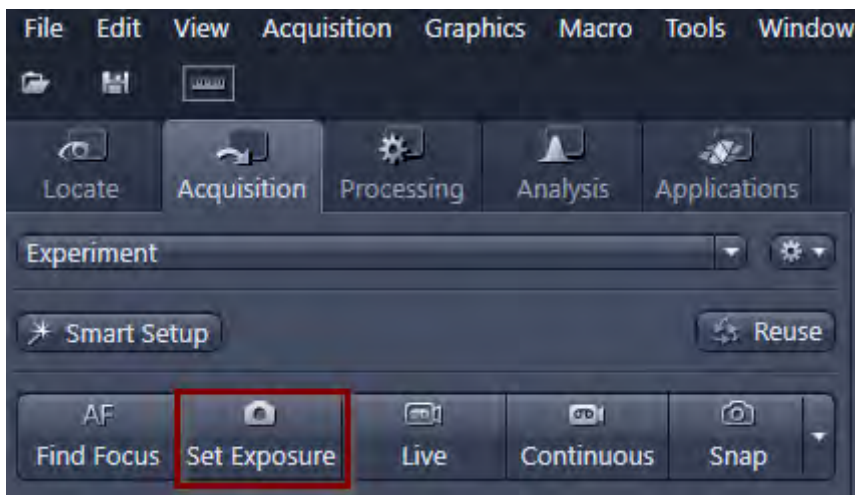 File Edit View Acquisition Graphics Macro Tools Window
Locate Acquisition Processing Analysis Applications
Experiment
Smart Setup Reuse
AF
Find Focus Set Exposure Live Continuous Snap